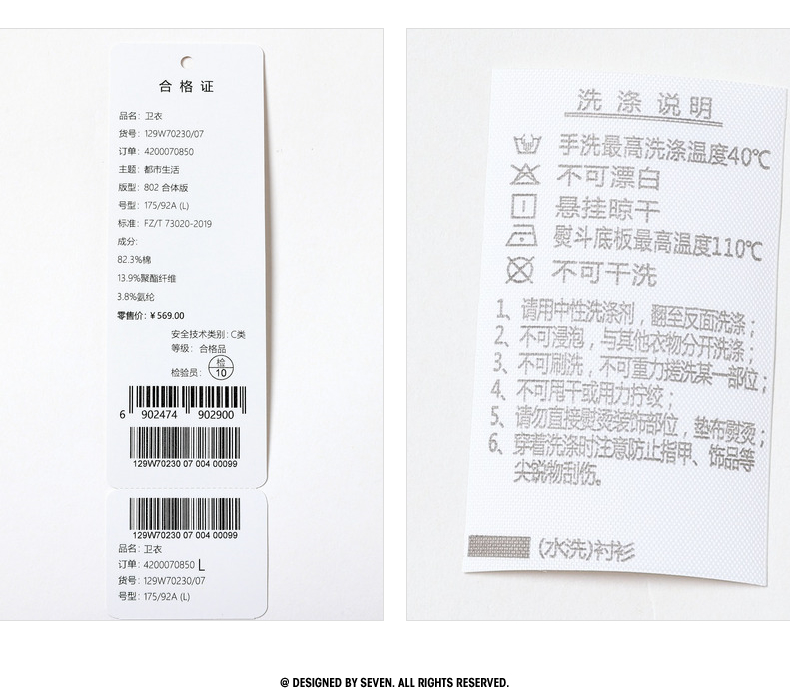 合格证
品名：卫衣
货号：129W70230/07
订单：4200070850
主题：都市生活
版型：802 合体版
号型：175/92A (L)
标准：FZ/T 73020-2019
成分：
82.3%棉
13.9%聚酯纤维
3.8%氨纶
零售价：¥ 569.00
安全技术类别：C类
等级：合格品
检验员：检 10
6 902474 902900
129W70230 07 004 00099
129W70230 07 004 00099
品名：卫衣
订单：4200070850 L
货号：129W70230/07
号型：175/92A (L)
洗涤说明
手洗最高洗涤温度40℃
不可漂白
悬挂晾干
熨斗底板最高温度110℃
不可干洗
1、请用中性洗涤剂，翻至反面洗涤；
2、不可浸泡，与其他衣物分开洗涤；
3、不可刷洗，不可重力搓洗某一部位；
4、不可甩干或用力拧绞；
5、请勿直接熨烫装饰部位，垫布熨烫；
6、穿着洗涤时注意防止指甲、饰品等
尖锐物刮伤。
(水洗)衬衫
@ DESIGNED BY SEVEN. ALL RIGHTS RESERVED.